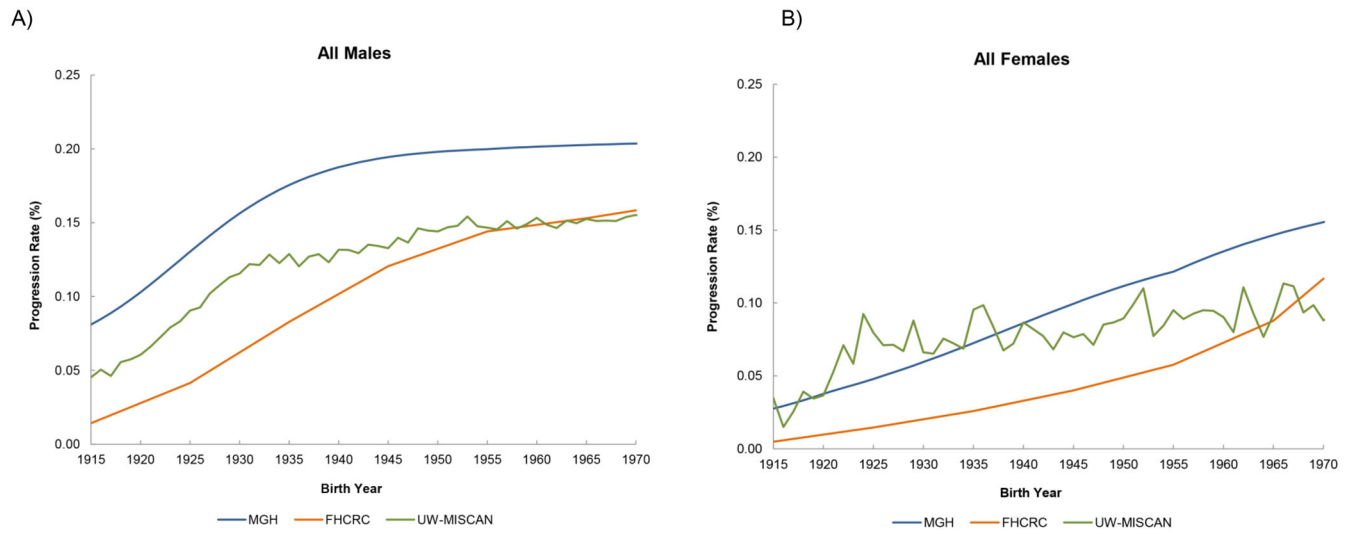 A)
All Males
Progression Rate (%)
0.25
0.20
0.15
0.10
0.05
0.00
1915 1920 1925 1930 1935 1940 1945 1950 1955 1960 1965 1970
Birth Year
MGH FHCRC UW-MISCAN
B)
All Females
Progression Rate (%)
0.25
0.20
0.15
0.10
0.05
0.00
1915 1920 1925 1930 1935 1940 1945 1950 1955 1960 1965 1970
Birth Year
MGH FHCRC UW-MISCAN